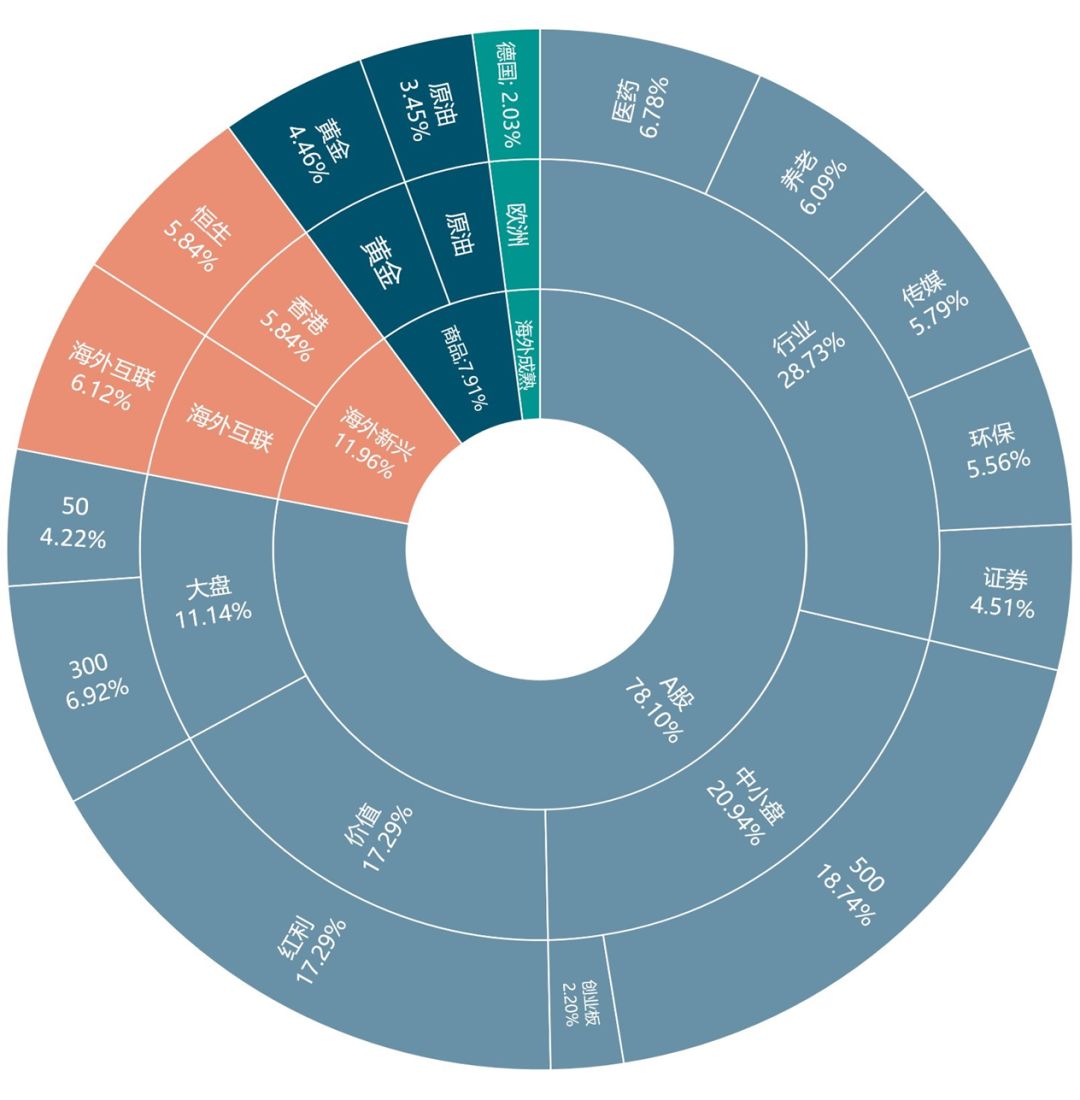 德国; 2.03%
原油
3.45%
黄金
4.46%
恒生
5.84%
海外互联
6.12%
50
4.22%
300
6.92%
红利
17.29%
创业板
2.20%
500
18.74%
证券
4.51%
环保
5.56%
传媒
5.79%
养老
6.09%
医药
6.78%
欧洲
原油
黄金
香港
5.84%
海外互联
大盘
11.14%
价值
17.29%
中小盘
20.94%
行业
28.73%
海外成熟
商品;7.91%
海外新兴
11.96%
A股
78.10%